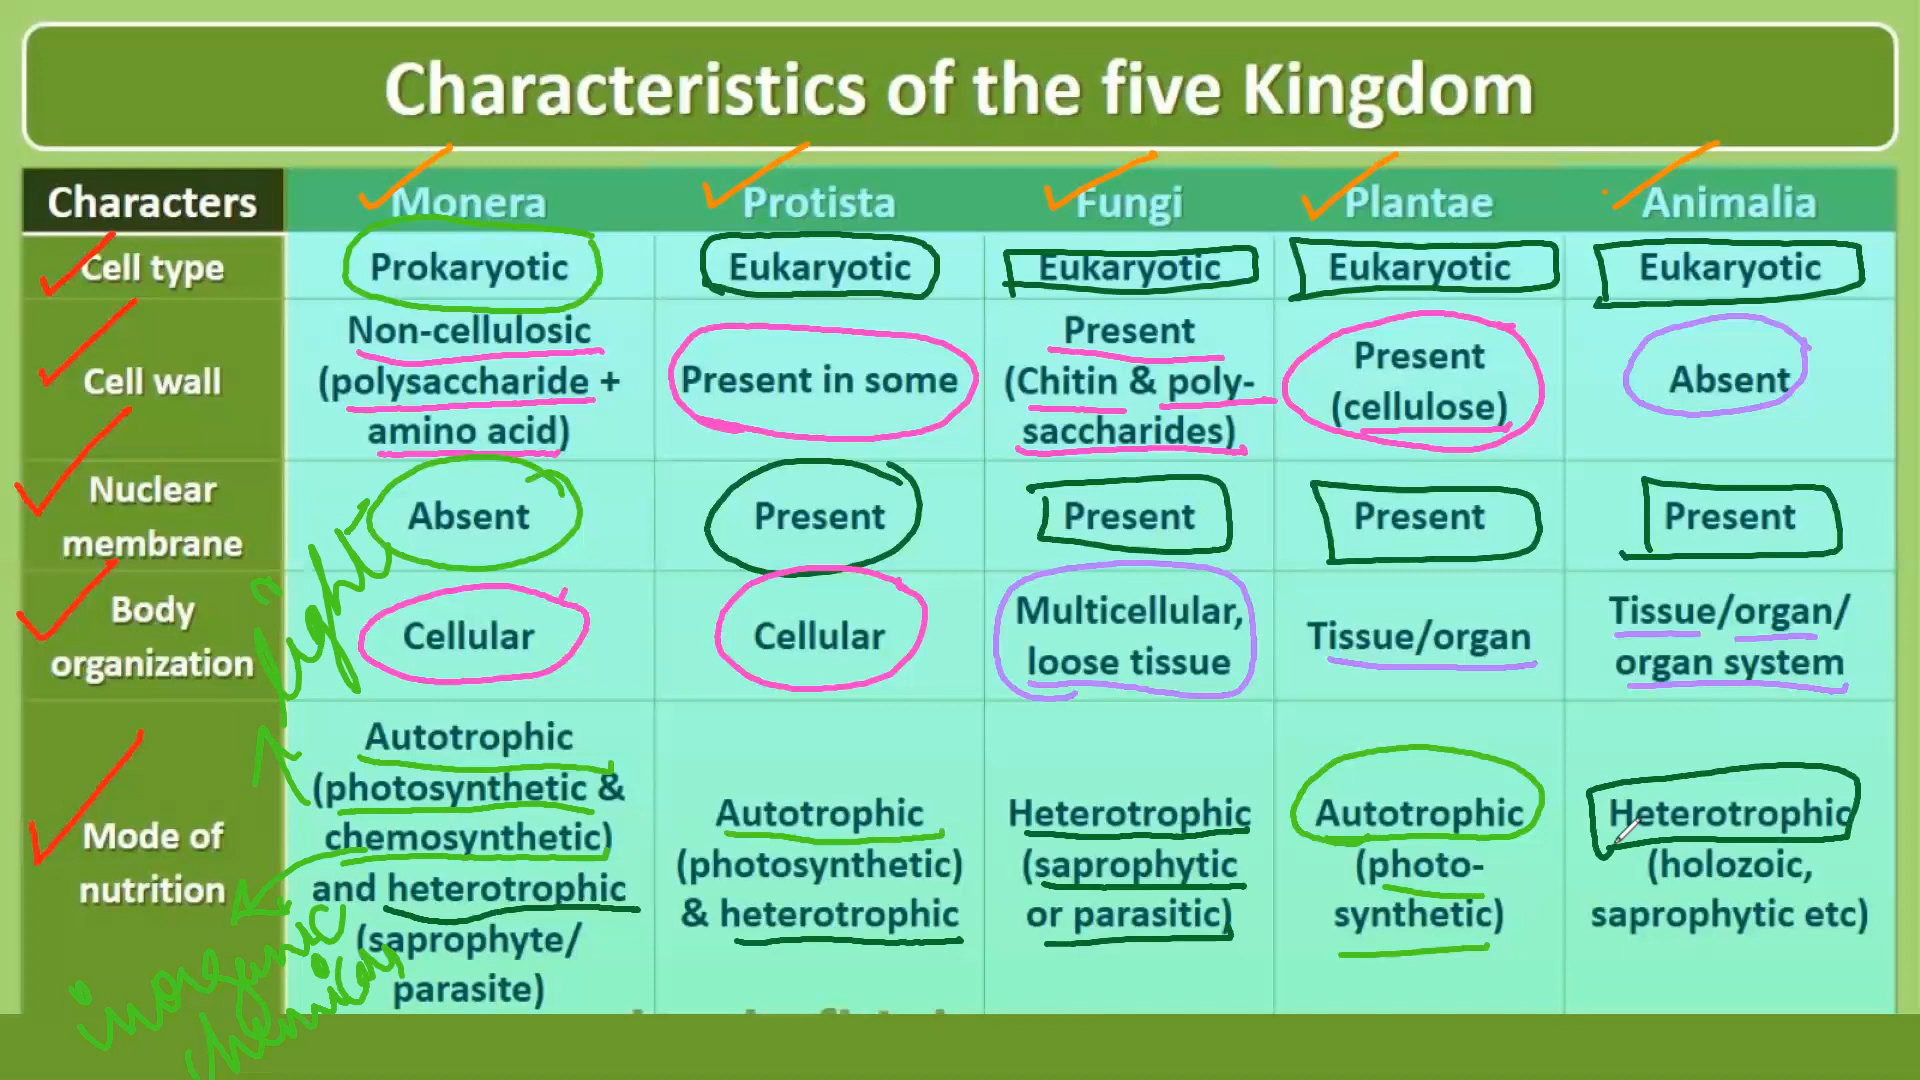 Characteristics of the five Kingdom
Characters Monera Protista Fungi Plantae Animalia
Cell type Prokaryotic Eukaryotic Eukaryotic Eukaryotic Eukaryotic
Cell wall
Non-cellulosic
(polysaccharide +
amino acid)
Present in some
Present
(Chitin & poly-
saccharides)
Present
(cellulose)
Absent
Nuclear
membrane
Absent Present Present Present Present
Body
organization
Cellular
Cellular
Multicellular,
loose tissue
Tissue/organ
Tissue/organ/
organ system
Mode of
nutrition
Autotrophic
(photosynthetic &
chemosynthetic)
and heterotrophic
(saprophyte/
parasite)
Autotrophic
(photosynthetic)
& heterotrophic
Heterotrophic
(saprophytic
or parasitic)
Autotrophic
(photo-
synthetic)
Heterotrophic
(holozoic,
saprophytic etc)
light
inorganic
chemical